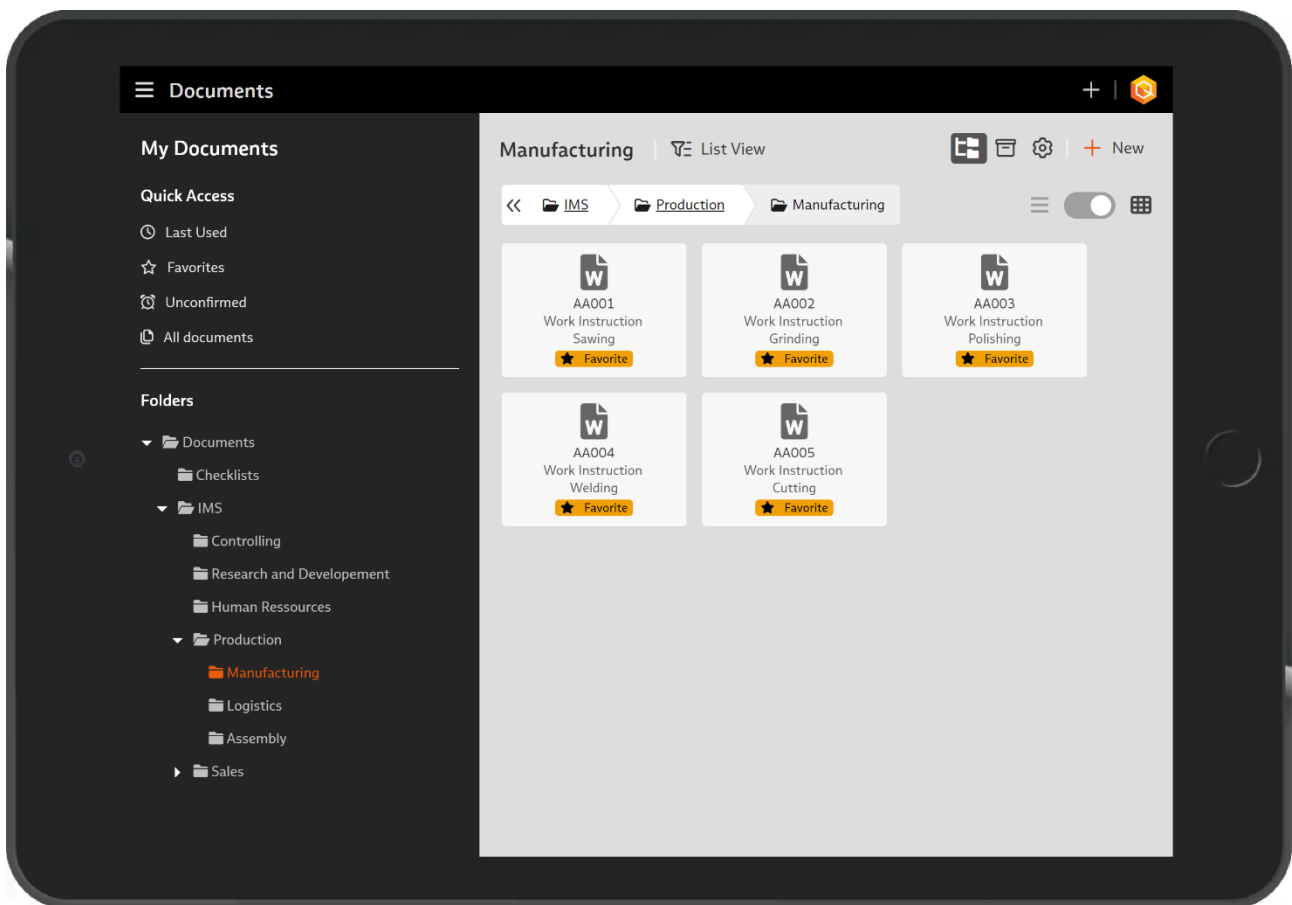 Documents
My Documents
Quick Access
Last Used
Favorites
Unconfirmed
All documents
Folders
Documents
Checklists
IMS
Controlling
Research and Developement
Human Ressources
Production
Manufacturing
Logistics
Assembly
Sales
Manufacturing
List View
New
IMS
Production
Manufacturing
W
AA001
Work Instruction
Sawing
Favorite
W
AA002
Work Instruction
Grinding
Favorite
W
AA003
Work Instruction
Polishing
Favorite
W
AA004
Work Instruction
Welding
Favorite
W
AA005
Work Instruction
Cutting
Favorite